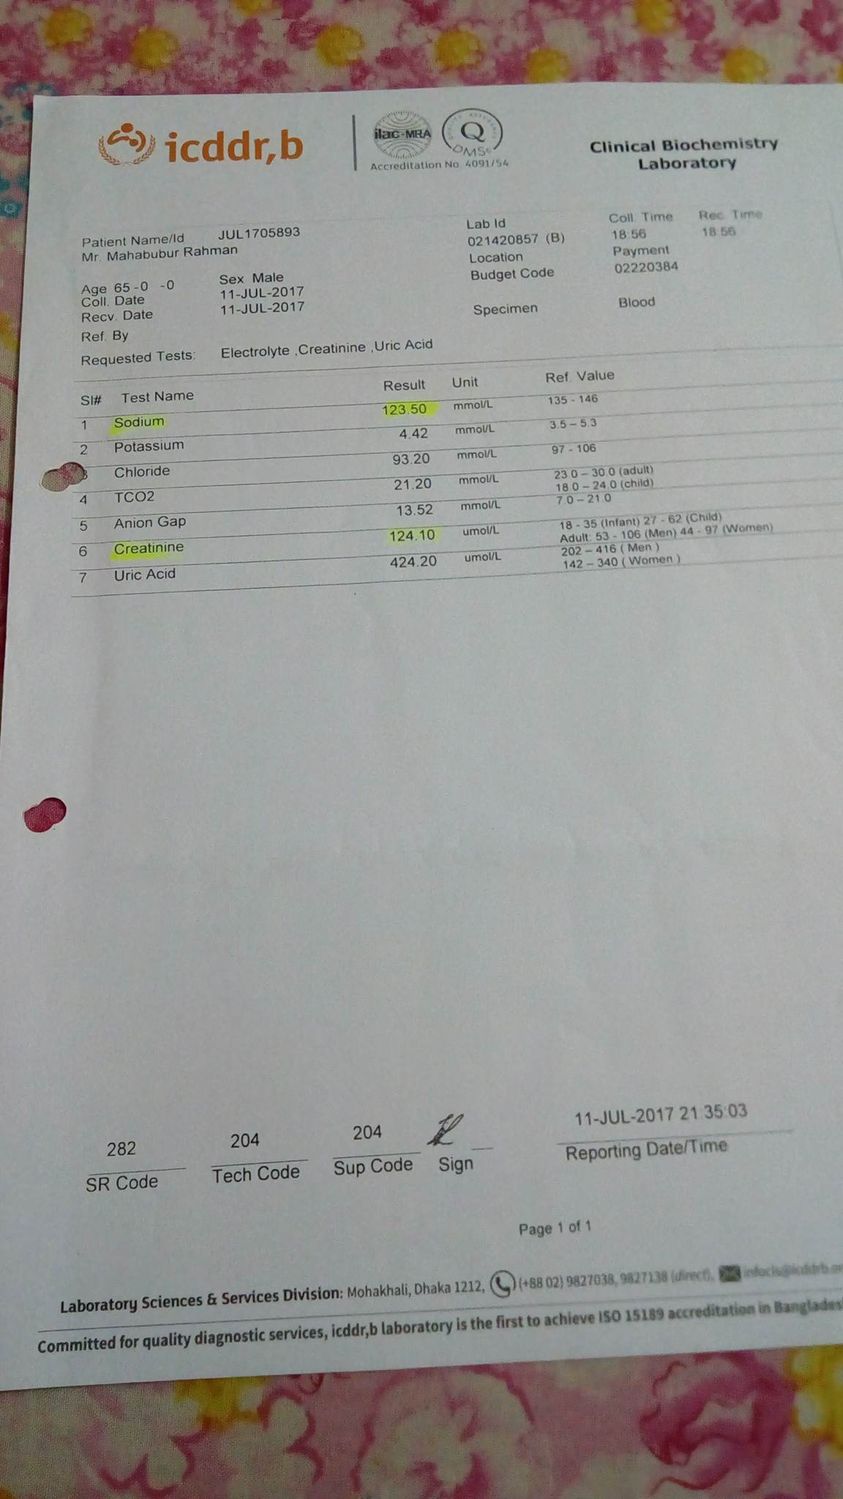 icddr,b
ilac-MRA
Q
Accreditation No. 4091/54
Clinical Biochemistry
Laboratory
Patient Name/Id JUL1705893
Mr. Mahabubur Rahman
Lab Id
021420857 (B)
Coll. Time Rec. Time
18:56 18:56
Age 65 -0 -0 Sex Male
Location
Payment
Coll. Date 11-JUL-2017
Budget Code 02220384
Recv. Date 11-JUL-2017
Specimen Blood
Ref. By
Requested Tests: Electrolyte ,Creatinine ,Uric Acid
Sl# Test Name Result Unit Ref. Value
1 Sodium 123.50 mmol/L 135 - 146
2 Potassium 4.42 mmol/L 3.5 – 5.3
3 Chloride 93.20 mmol/L 97 - 106
4 TCO2 21.20 mmol/L 23.0 – 30.0 (adult)
18.0 – 24.0 (child)
5 Anion Gap 13.52 mmol/L 7.0 – 21.0
6 Creatinine 124.10 umol/L 18 - 35 (Infant) 27 - 62 (Child)
Adult: 53 - 106 (Men) 44 - 97 (Women)
7 Uric Acid 424.20 umol/L 202 – 416 ( Men )
142 – 340 ( Women )
282 204 204 11-JUL-2017 21:35:03
SR Code Tech Code Sup Code Sign Reporting Date/Time
Page 1 of 1
Laboratory Sciences & Services Division: Mohakhali, Dhaka 1212, (+88 02) 9827038, 9827138 (direct),
Committed for quality diagnostic services, icddr,b laboratory is the first to achieve ISO 15189 accreditation in